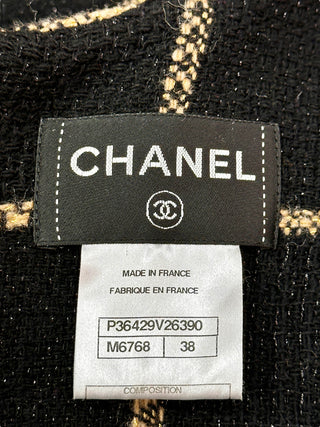 CHANEL
MADE IN FRANCE
FABRIQUE EN FRANCE
P36429V26390
M6768 38
COMPOSITION